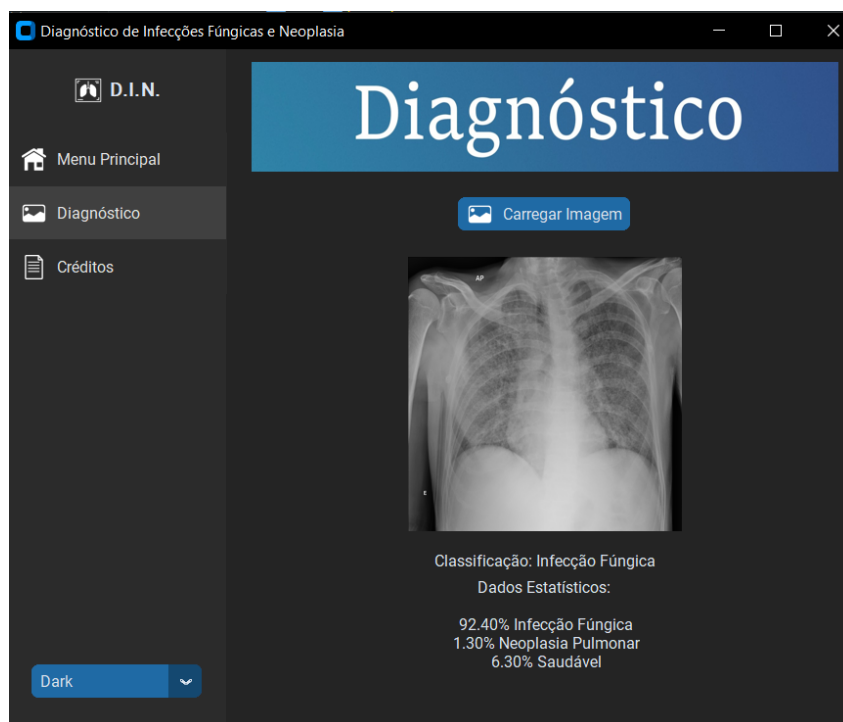 Diagnóstico de Infecções Fúngicas e Neoplasia
D.I.N.
Menu Principal
Diagnóstico
Créditos
Dark
Diagnóstico
Carregar Imagem
AP
E
Classificação: Infecção Fúngica
Dados Estatísticos:
92.40% Infecção Fúngica
1.30% Neoplasia Pulmonar
6.30% Saudável